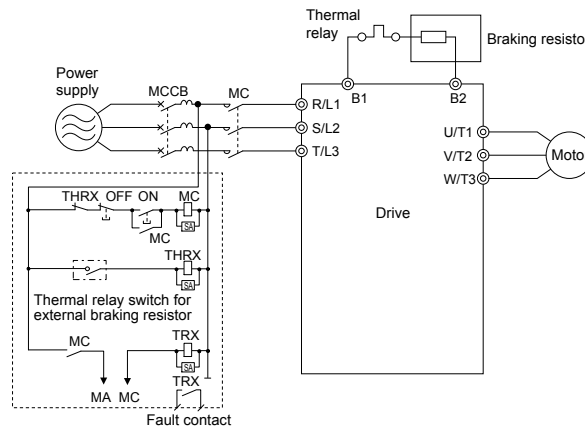 Thermal
relay
Braking resisto
B1
B2
Power
supply
MCCB
MC
R/L1
S/L2
T/L3
U/T1
V/T2
W/T3
Moto
Drive
THRX
OFF
ON
MC
SA
MC
THRX
SA
Thermal relay switch for
external braking resistor
MC
TRX
SA
MA
MC
TRX
Fault contact